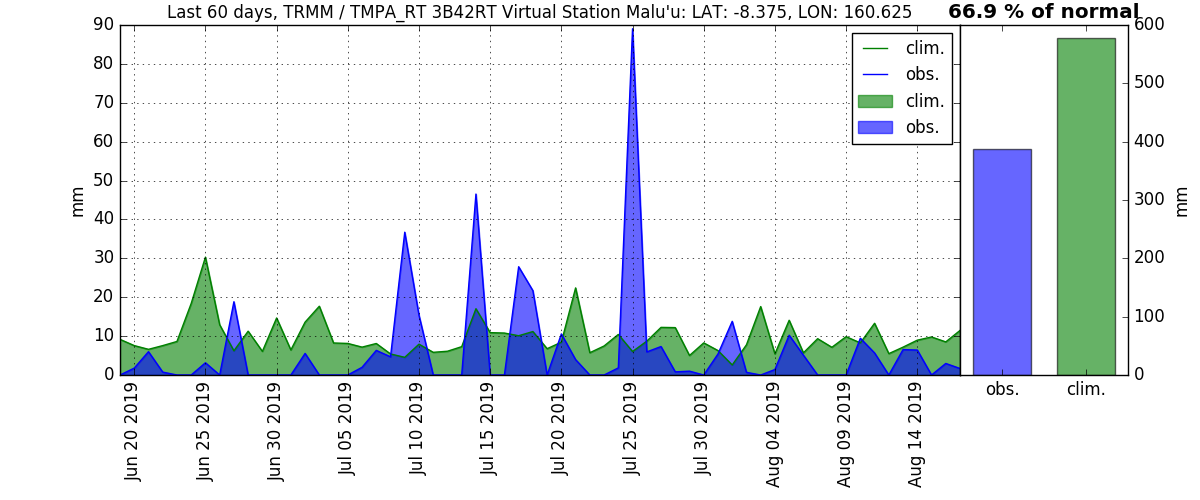 Last 60 days, TRMM / TMPA_RT 3B42RT Virtual Station Malu'u: LAT: -8.375, LON: 160.625
66.9 % of normal
90
80
70
60
50
40
30
20
10
0
mm
clim.
obs.
clim.
obs.
Jun 20 2019
Jun 25 2019
Jun 30 2019
Jul 05 2019
Jul 10 2019
Jul 15 2019
Jul 20 2019
Jul 25 2019
Jul 30 2019
Aug 04 2019
Aug 09 2019
Aug 14 2019
600
500
400
300
200
100
0
mm
obs.
clim.